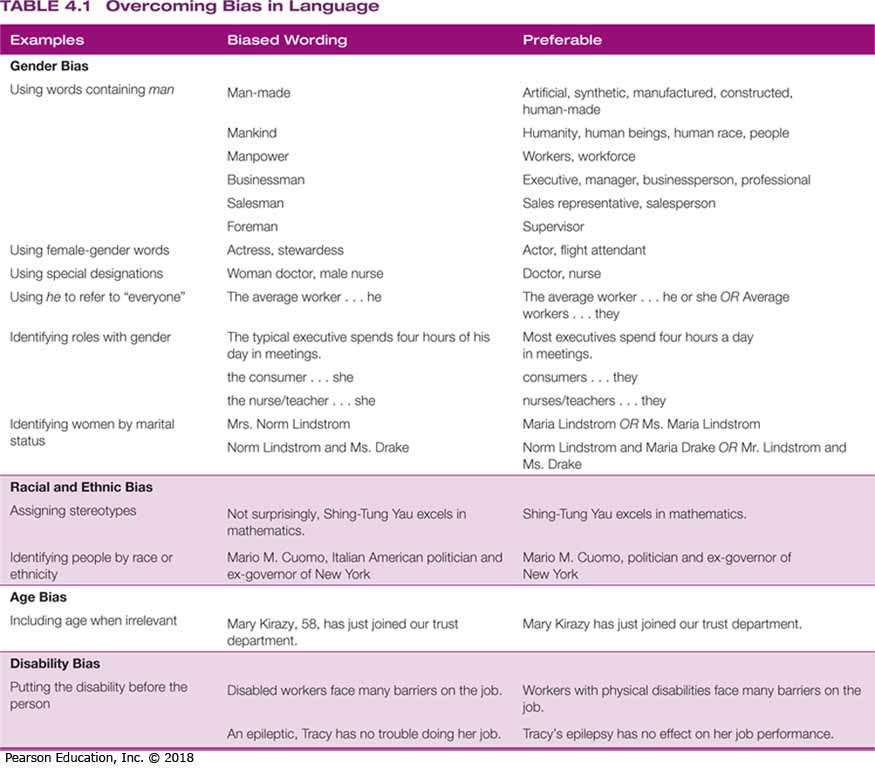 TABLE 4.1 Overcoming Bias in Language
Examples Biased Wording Preferable
Gender Bias
Using words containing man Man-made Artificial, synthetic, manufactured, constructed,
human-made
Mankind Humanity, human beings, human race, people
Manpower Workers, workforce
Businessman Executive, manager, businessperson, professional
Salesman Sales representative, salesperson
Foreman Supervisor
Using female-gender words Actress, stewardess Actor, flight attendant
Using special designations Woman doctor, male nurse Doctor, nurse
Using he to refer to “everyone” The average worker . . . he The average worker . . . he or she OR Average
workers . . . they
Identifying roles with gender The typical executive spends four hours of his Most executives spend four hours a day
day in meetings. in meetings.
the consumer . . . she consumers . . . they
the nurse/teacher . . . she nurses/teachers . . . they
Identifying women by marital Mrs. Norm Lindstrom Maria Lindstrom OR Ms. Maria Lindstrom
status Norm Lindstrom and Ms. Drake Norm Lindstrom and Maria Drake OR Mr. Lindstrom and
Ms. Drake
Racial and Ethnic Bias
Assigning stereotypes Not surprisingly, Shing-Tung Yau excels in Shing-Tung Yau excels in mathematics.
mathematics.
Identifying people by race or Mario M. Cuomo, Italian American politician and Mario M. Cuomo, politician and ex-governor of
ethnicity ex-governor of New York New York
Age Bias
Including age when irrelevant Mary Kirazy, 58, has just joined our trust Mary Kirazy has just joined our trust department.
department.
Disability Bias
Putting the disability before the Disabled workers face many barriers on the job. Workers with physical disabilities face many barriers on the
person job.
An epileptic, Tracy has no trouble doing her job. Tracy’s epilepsy has no effect on her job performance.
Pearson Education, Inc. © 2018